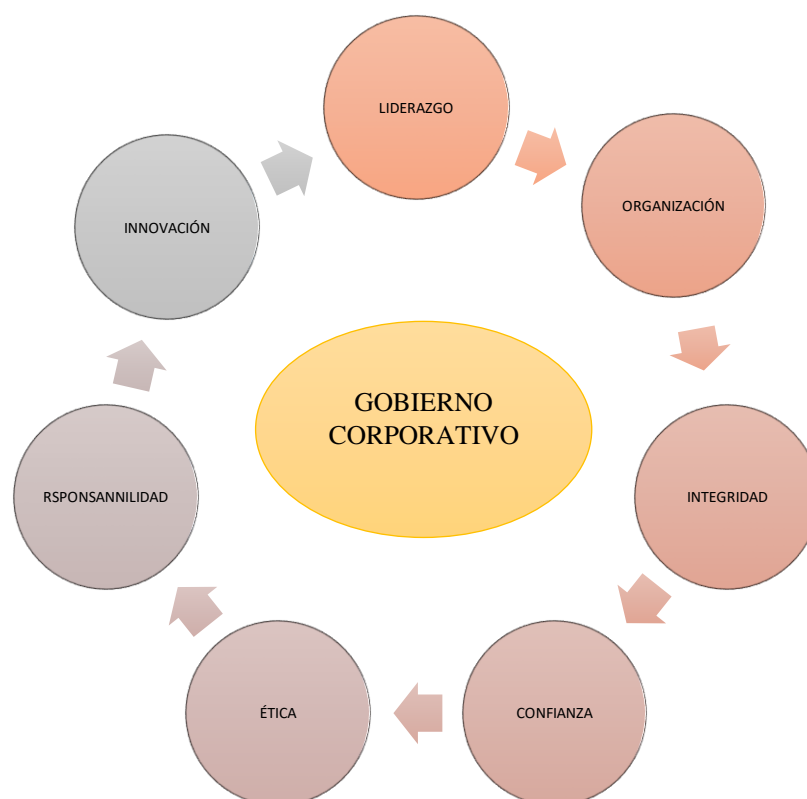 LIDERAZGO
ORGANIZACIÓN
INNOVACIÓN
GOBIERNO
CORPORATIVO
INTEGRIDAD
RSPONSANNILIDAD
CONFIANZA
ÉTICA